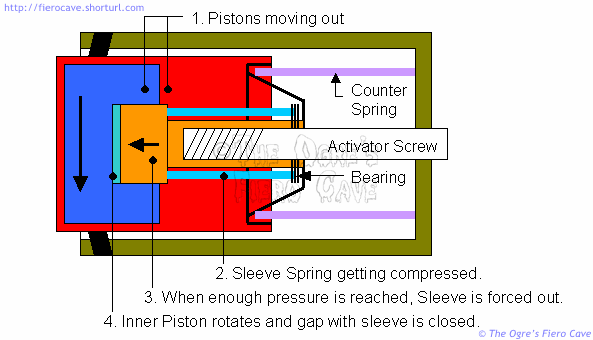 http://fierocave.shorturl.com/
1. Pistons moving out
Counter
Spring
Activator Screw
© The Ogre's
Fiero Cave
Bearing
2. Sleeve Spring getting compressed.
3. When enough pressure is reached, Sleeve is forced out.
4. Inner Piston rotates and gap with sleeve is closed.
© The Ogre's Fiero Cave